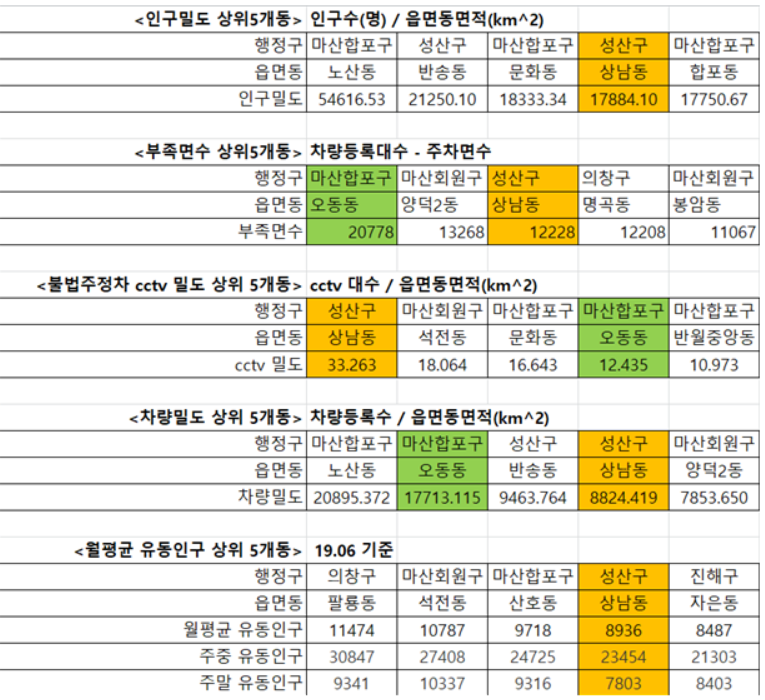 <인구밀도 상위5개동> 인구수(명) / 읍면동면적(km^2)
행정구 마산합포구 성산구 마산합포구 성산구 마산합포구
읍면동 노산동 반송동 문화동 상남동 합포동
인구밀도 54616.53 21250.10 18333.34 17884.10 17750.67
<부족면수 상위5개동> 차량등록대수 - 주차면수
행정구 마산합포구 마산회원구 성산구 의창구 마산회원구
읍면동 오동동 양덕2동 상남동 명곡동 봉암동
부족면수 20778 13268 12228 12208 11067
<불법주정차 cctv 밀도 상위 5개동> cctv 대수 / 읍면동면적(km^2)
행정구 성산구 마산회원구 마산합포구 마산합포구 마산합포구
읍면동 상남동 석전동 문화동 오동동 반월중앙동
cctv 밀도 33.263 18.064 16.643 12.435 10.973
<차량밀도 상위 5개동> 차량등록수 / 읍면동면적(km^2)
행정구 마산합포구 마산합포구 성산구 성산구 마산회원구
읍면동 노산동 오동동 반송동 상남동 양덕2동
차량밀도 20895.372 17713.115 9463.764 8824.419 7853.650
<월평균 유동인구 상위 5개동> 19.06 기준
행정구 의창구 마산회원구 마산합포구 성산구 진해구
읍면동 팔룡동 석전동 산호동 상남동 자은동
월평균 유동인구 11474 10787 9718 8936 8487
주중 유동인구 30847 27408 24725 23454 21303
주말 유동인구 9341 10337 9316 7803 8403